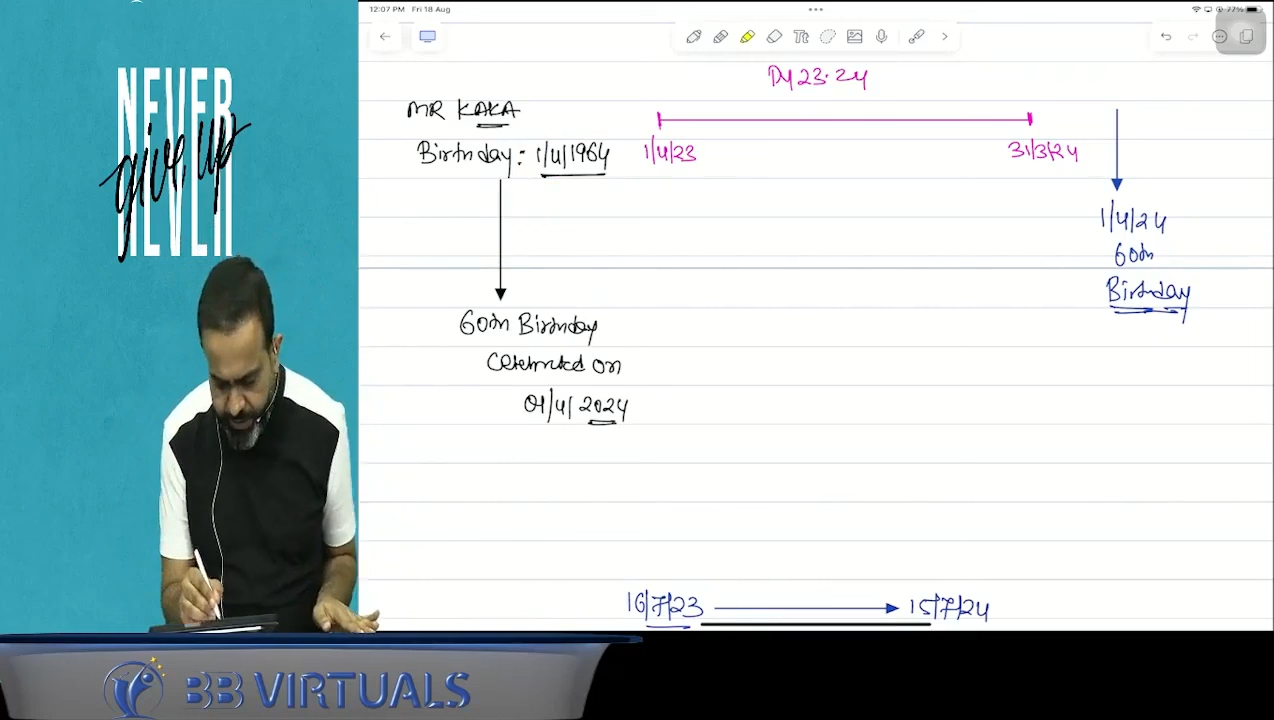 12:07 PM Fri 18 Aug
77%
NEVER
give up
NEVER
PY 23-24
MR KAKA
Birthday: 1/4/1964
1/4/23
31/3/24
1/4/24
60th
Birthday
60th Birthday
Celebrated on
01/4/2024
16/7/23
15/7/24
BB VIRTUALS